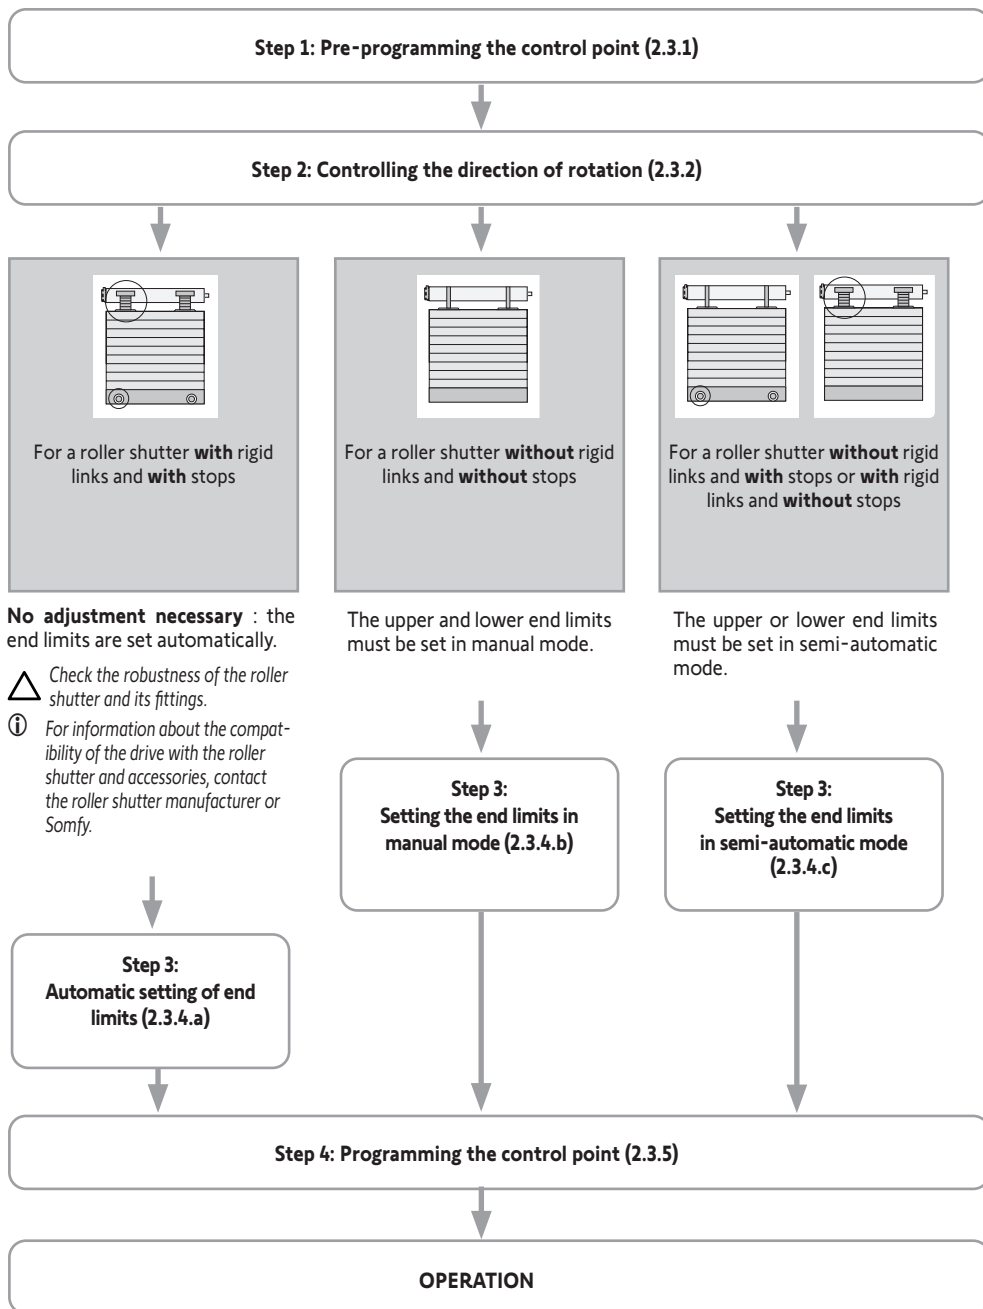 Step 1: Pre-programming the control point (2.3.1)
Step 2: Controlling the direction of rotation (2.3.2)
For a roller shutter with rigid
links and with stops
For a roller shutter without rigid
links and without stops
For a roller shutter without rigid
links and with stops or with rigid
links and without stops
No adjustment necessary : the
end limits are set automatically.
Check the robustness of the roller
shutter and its fittings.
For information about the compat-
ibility of the drive with the roller
shutter and accessories, contact
the roller shutter manufacturer or
Somfy.
The upper and lower end limits
must be set in manual mode.
The upper or lower end limits
must be set in semi-automatic
mode.
Step 3:
Automatic setting of end
limits (2.3.4.a)
Step 3:
Setting the end limits in
manual mode (2.3.4.b)
Step 3:
Setting the end limits
in semi-automatic mode
(2.3.4.c)
Step 4: Programming the control point (2.3.5)
OPERATION